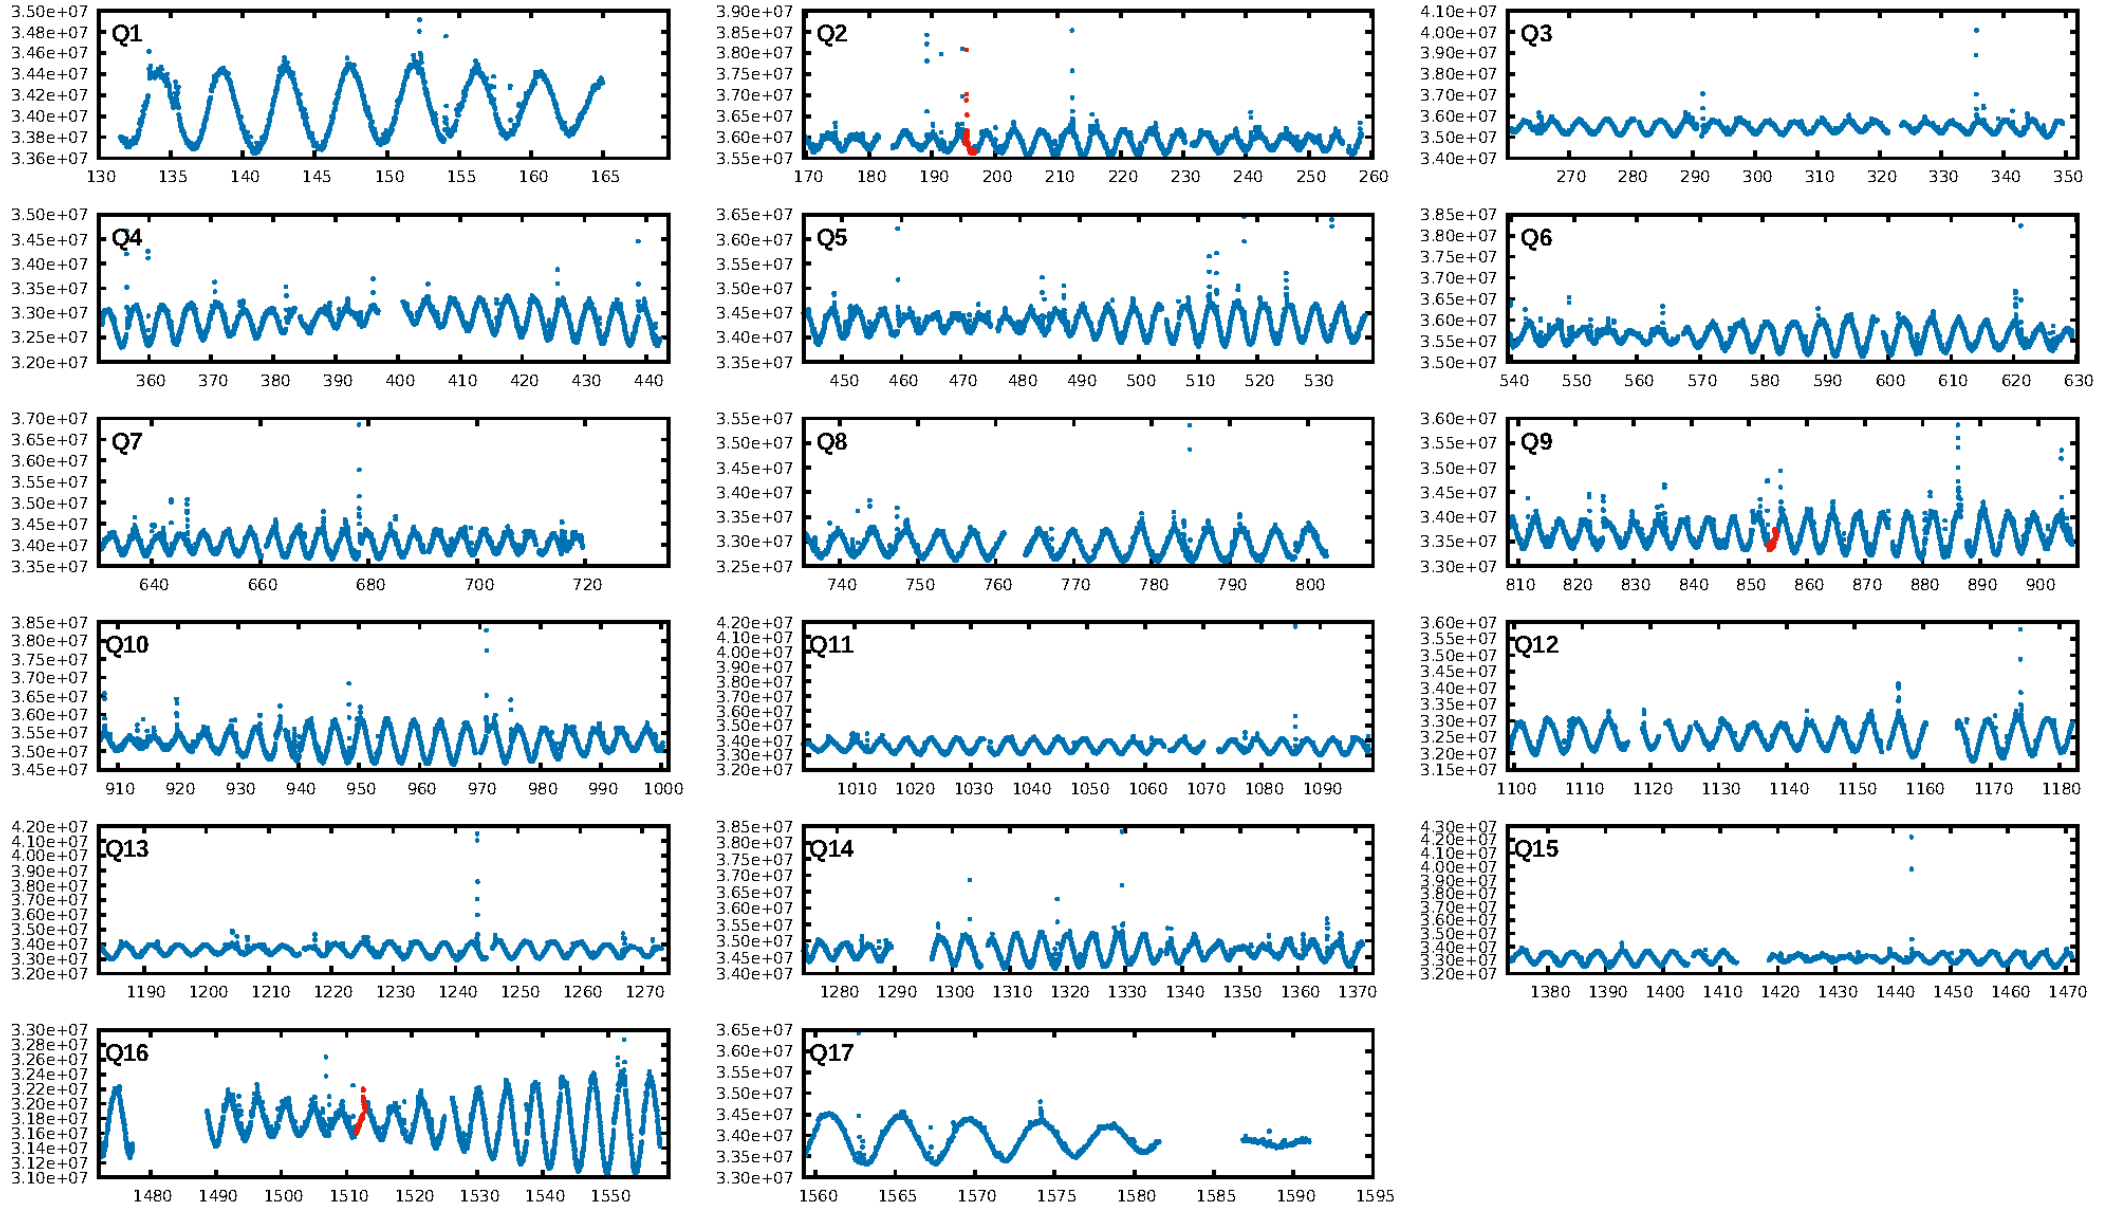 3.50e+07
Q1
3.48e+07
3.46e+07
3.44e+07
3.42e+07
3.40e+07
3.38e+07
3.36e+07
130 135 140 145 150 155 160 165
3.90e+07
Q2
3.85e+07
3.80e+07
3.75e+07
3.70e+07
3.65e+07
3.60e+07
3.55e+07
170 180 190 200 210 220 230 240 250 260
4.10e+07
Q3
4.00e+07
3.90e+07
3.80e+07
3.70e+07
3.60e+07
3.50e+07
3.40e+07
270 280 290 300 310 320 330 340 350
3.50e+07
Q4
3.45e+07
3.40e+07
3.35e+07
3.30e+07
3.25e+07
3.20e+07
360 370 380 390 400 410 420 430 440
3.65e+07
Q5
3.60e+07
3.55e+07
3.50e+07
3.45e+07
3.40e+07
3.35e+07
450 460 470 480 490 500 510 520 530
3.85e+07
Q6
3.80e+07
3.75e+07
3.70e+07
3.65e+07
3.60e+07
3.55e+07
3.50e+07
540 550 560 570 580 590 600 610 620 630
3.70e+07
Q7
3.65e+07
3.60e+07
3.55e+07
3.50e+07
3.45e+07
3.40e+07
3.35e+07
640 660 680 700 720
3.55e+07
Q8
3.50e+07
3.45e+07
3.40e+07
3.35e+07
3.30e+07
3.25e+07
740 750 760 770 780 790 800
3.60e+07
Q9
3.55e+07
3.50e+07
3.45e+07
3.40e+07
3.35e+07
3.30e+07
810 820 830 840 850 860 870 880 890 900
3.85e+07
Q10
3.80e+07
3.75e+07
3.70e+07
3.65e+07
3.60e+07
3.55e+07
3.50e+07
3.45e+07
910 920 930 940 950 960 970 980 990 1000
4.20e+07
Q11
4.10e+07
4.00e+07
3.90e+07
3.80e+07
3.70e+07
3.60e+07
3.50e+07
3.40e+07
3.30e+07
3.20e+07
1010 1020 1030 1040 1050 1060 1070 1080 1090
3.60e+07
Q12
3.55e+07
3.50e+07
3.45e+07
3.40e+07
3.35e+07
3.30e+07
3.25e+07
3.20e+07
3.15e+07
1100 1110 1120 1130 1140 1150 1160 1170 1180
4.20e+07
Q13
4.10e+07
4.00e+07
3.90e+07
3.80e+07
3.70e+07
3.60e+07
3.50e+07
3.40e+07
3.30e+07
3.20e+07
1190 1200 1210 1220 1230 1240 1250 1260 1270
3.85e+07
Q14
3.80e+07
3.75e+07
3.70e+07
3.65e+07
3.60e+07
3.55e+07
3.50e+07
3.45e+07
3.40e+07
1280 1290 1300 1310 1320 1330 1340 1350 1360 1370
4.30e+07
Q15
4.20e+07
4.10e+07
4.00e+07
3.90e+07
3.80e+07
3.70e+07
3.60e+07
3.50e+07
3.40e+07
3.30e+07
3.20e+07
1380 1390 1400 1410 1420 1430 1440 1450 1460 1470
3.30e+07
Q16
3.28e+07
3.26e+07
3.24e+07
3.22e+07
3.20e+07
3.18e+07
3.16e+07
3.14e+07
3.12e+07
3.10e+07
1480 1490 1500 1510 1520 1530 1540 1550
3.65e+07
Q17
3.60e+07
3.55e+07
3.50e+07
3.45e+07
3.40e+07
3.35e+07
3.30e+07
1560 1565 1570 1575 1580 1585 1590 1595